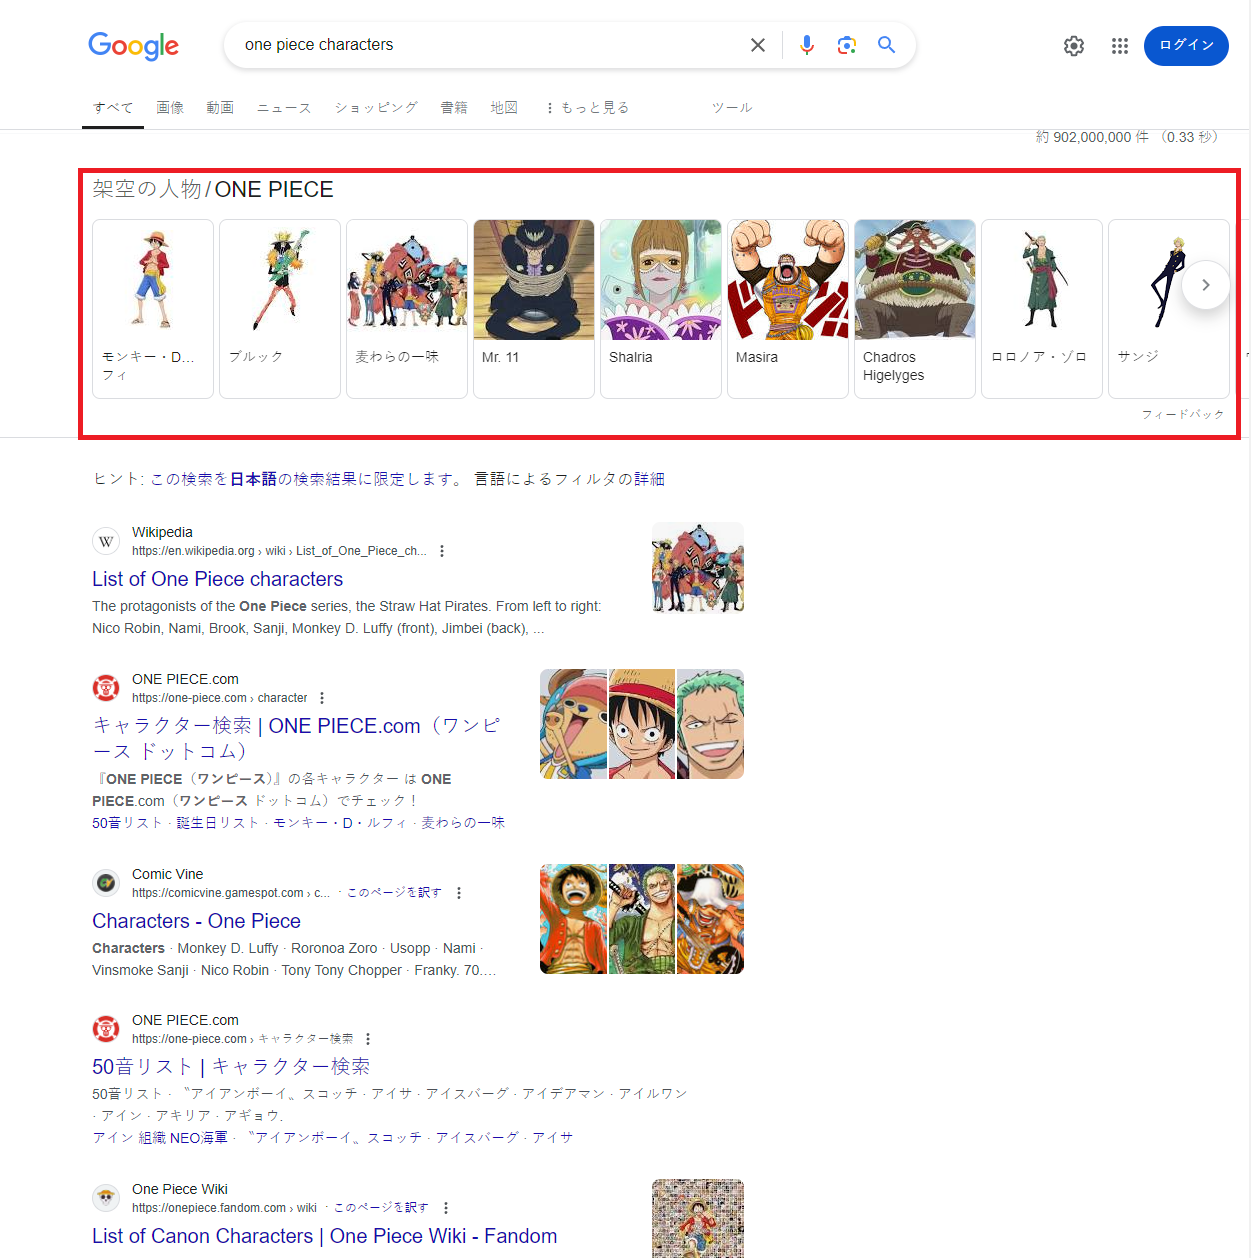 Google
one piece characters
ログイン
すべて 画像 動画 ニュース ショッピング 書籍 地図 もっと見る ツール
約 902,000,000 件 （0.33 秒）
架空の人物/ONE PIECE
モンキー・D... フィ
ブルック
麦わらの一味
Mr. 11
Shalria
Masira
Chadros Higelyges
ロロノア・ゾロ
サンジ
フィードバック
ヒント: この検索を日本語の検索結果に限定します。 言語によるフィルタの詳細
W
Wikipedia
https://en.wikipedia.org › wiki › List_of_One_Piece_ch...
List of One Piece characters
The protagonists of the One Piece series, the Straw Hat Pirates. From left to right:
Nico Robin, Nami, Brook, Sanji, Monkey D. Luffy (front), Jimbei (back), ...
ONE PIECE.com
https://one-piece.com › character
キャラクター検索 | ONE PIECE.com（ワンピ
ース ドットコム）
『ONE PIECE（ワンピース）』の各キャラクター は ONE
PIECE.com（ワンピース ドットコム）でチェック！
50音リスト · 誕生日リスト · モンキー・D・ルフィ · 麦わらの一味
Comic Vine
https://comicvine.gamespot.com › c... · このページを訳す
Characters - One Piece
Characters · Monkey D. Luffy · Roronoa Zoro · Usopp · Nami ·
Vinsmoke Sanji · Nico Robin · Tony Tony Chopper · Franky. 70....
ONE PIECE.com
https://one-piece.com › キャラクター検索
50音リスト | キャラクター検索
50音リスト · 〝アイアンボーイ〟スコッチ · アイサ · アイスバーグ · アイデアマン · アイルワン
· アイン · アキリア · アギョウ.
アイン 組織 NEO海軍 · 〝アイアンボーイ〟スコッチ · アイスバーグ · アイサ
One Piece Wiki
https://onepiece.fandom.com › wiki · このページを訳す
List of Canon Characters | One Piece Wiki - Fandom